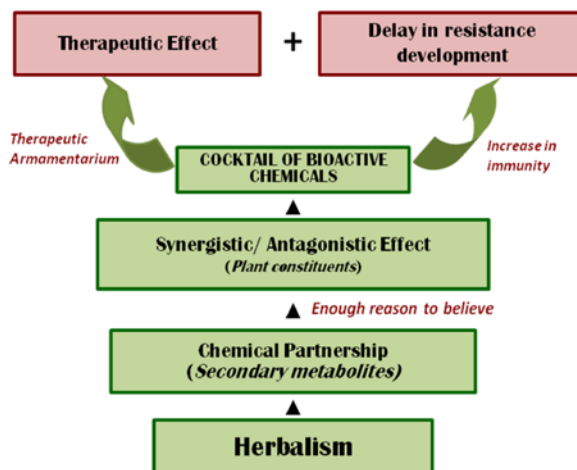 Therapeutic Effect
+
Delay in resistance
development
Therapeutic
Armamentarium
Increase in
immunity
COCKTAIL OF BIOACTIVE
CHEMICALS
Synergistic/ Antagonistic Effect
(Plant constituents)
Enough reason to believe
Chemical Partnership
(Secondary metabolites)
Herbalism